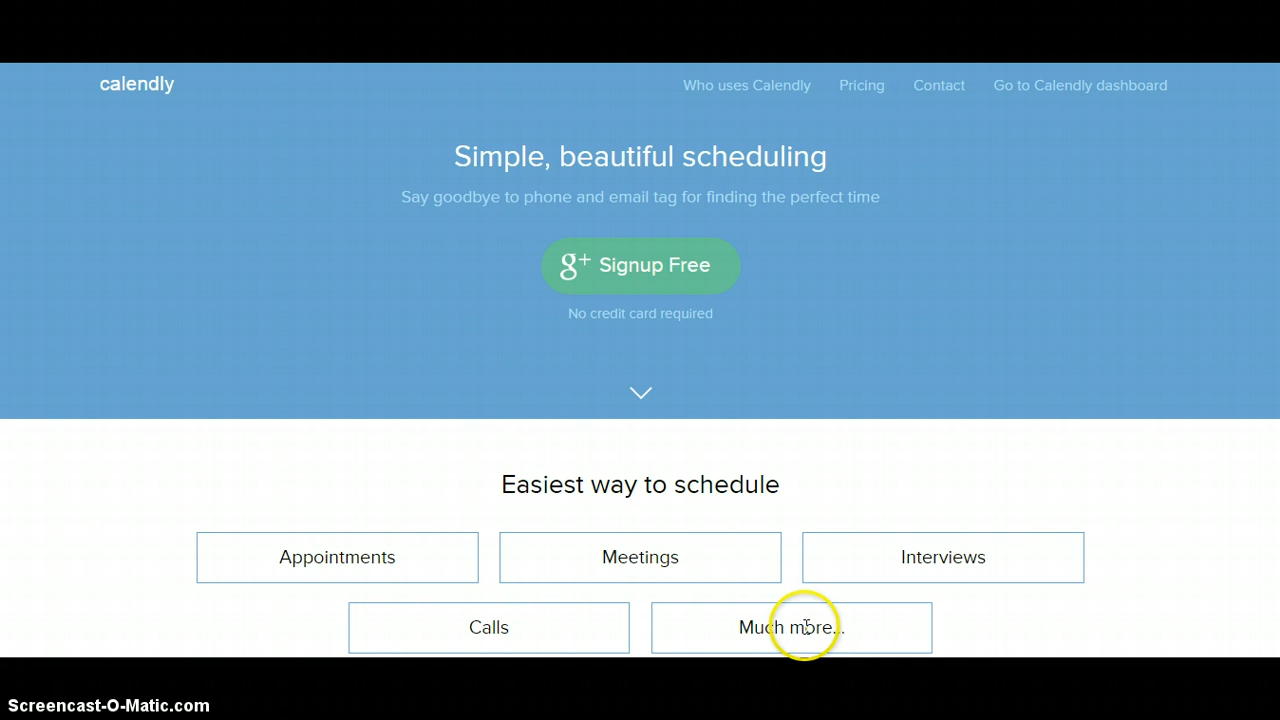 calendly
Who uses Calendly Pricing Contact Go to Calendly dashboard
Simple, beautiful scheduling
Say goodbye to phone and email tag for finding the perfect time
g+ Signup Free
No credit card required
Easiest way to schedule
Appointments Meetings Interviews
Calls Much more...
Screencast-O-Matic.com